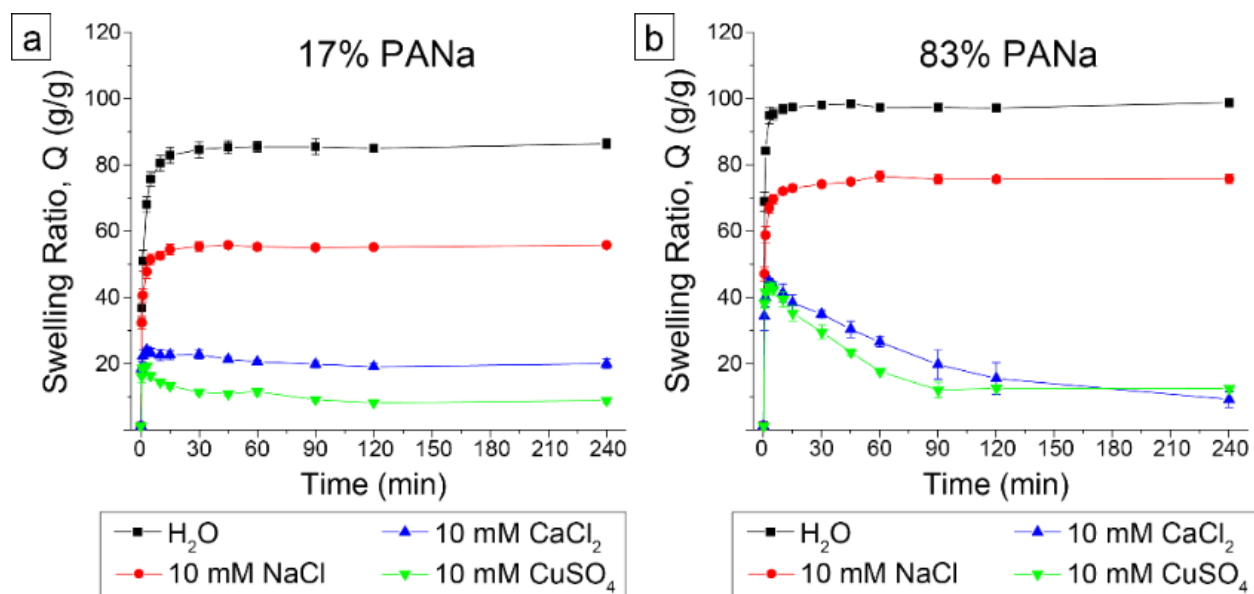 a
17% PANa
Swelling Ratio, Q (g/g)
120
100
80
60
40
20
0
0 30 60 90 120 150 180 210 240
Time (min)
H₂O
10 mM CaCl₂
10 mM NaCl
10 mM CuSO₄
b
83% PANa
Swelling Ratio, Q (g/g)
120
100
80
60
40
20
0
0 30 60 90 120 150 180 210 240
Time (min)
H₂O
10 mM CaCl₂
10 mM NaCl
10 mM CuSO₄